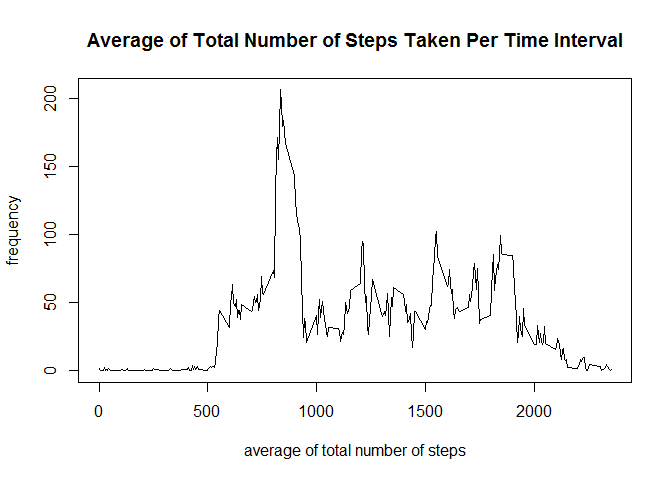 Average of Total Number of Steps Taken Per Time Interval
200
150
100
50
0
frequency
0 500 1000 1500 2000
average of total number of steps